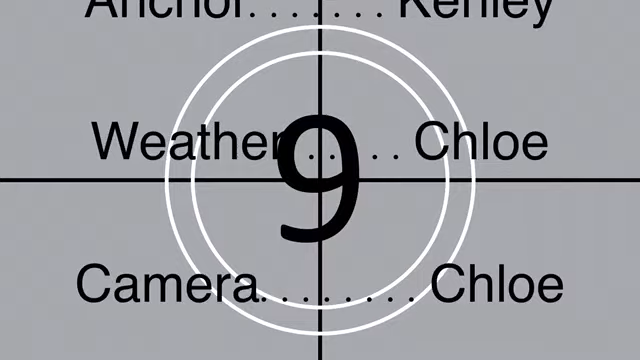 Anchor....... Kenley
Weather..... Chloe
9
Camera........ Chloe